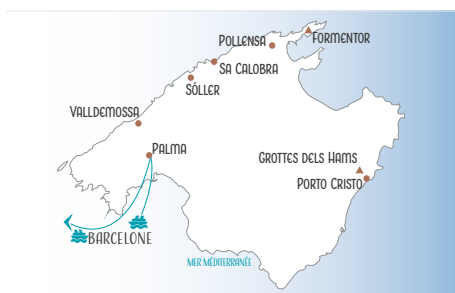 Pollensa
Formentor
Sa Calobra
Sóller
Valldemossa
Palma
Grottes dels Hams
Porto Cristo
Barcelone
Mer Méditerranée